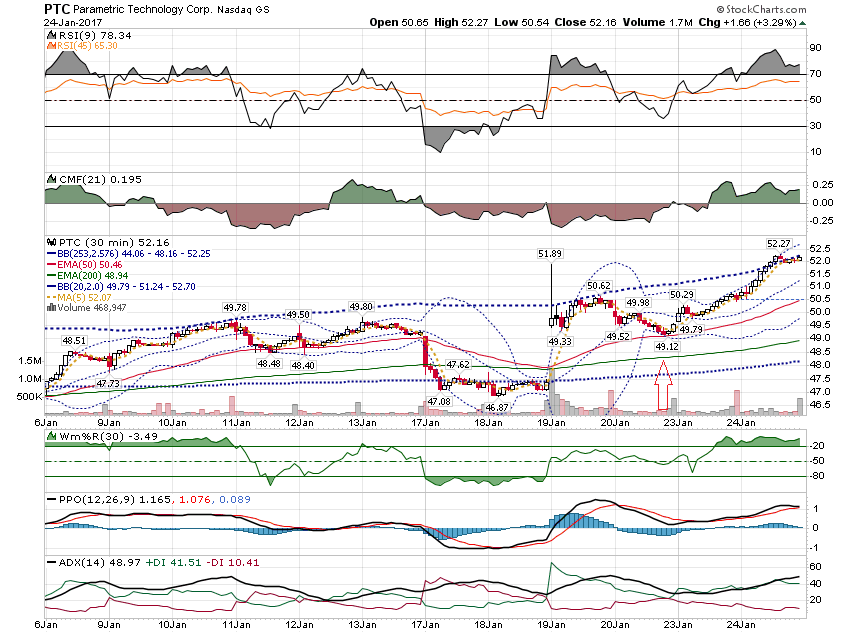 PTC Parametric Technology Corp. Nasdaq GS
© StockCharts.com
24-Jan-2017
Open 50.65 High 52.27 Low 50.54 Close 52.16 Volume 1.7M Chg +1.66 (+3.29%)
RSI(9) 78.34
RSI(45) 65.30
90
70
50
30
10
CMF(21) 0.195
0.25
0.00
-0.25
PTC (30 min) 52.16
BB(253,2.576) 44.06 - 48.16 - 52.25
EMA(50) 50.46
EMA(200) 48.94
BB(20,2.0) 49.79 - 51.24 - 52.70
MA(5) 52.07
Volume 468,947
52.27
51.89
50.62
50.29
49.98
49.78
49.50
49.80
49.33
49.52
49.79
49.12
48.51
48.48
48.40
47.73
47.62
47.08
46.87
52.5
52.0
51.5
51.0
50.5
50.0
49.5
49.0
48.5
48.0
47.5
47.0
46.5
1.5M
1.0M
500K
6Jan 9Jan 10Jan 11Jan 12Jan 13Jan 17Jan 18Jan 19Jan 20Jan 23Jan 24Jan
Wm%R(30) -3.49
-20
-50
-80
PPO(12,26,9) 1.165, 1.076, 0.089
1
0
-1
ADX(14) 48.97 +DI 41.51 -DI 10.41
60
40
20
6Jan 9Jan 10Jan 11Jan 12Jan 13Jan 17Jan 18Jan 19Jan 20Jan 23Jan 24Jan